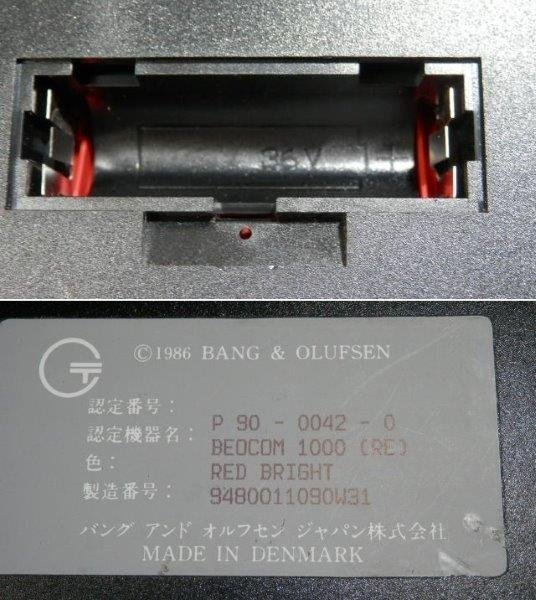 36V 1
©1986 BANG & OLUFSEN
認定番号: P 90 - 0042 - 0
認定機器名: BEOCOM 1000 (RE)
色: RED BRIGHT
製造番号: 9480011090W31
バング アンド オルフセン ジャパン株式会社
MADE IN DENMARK